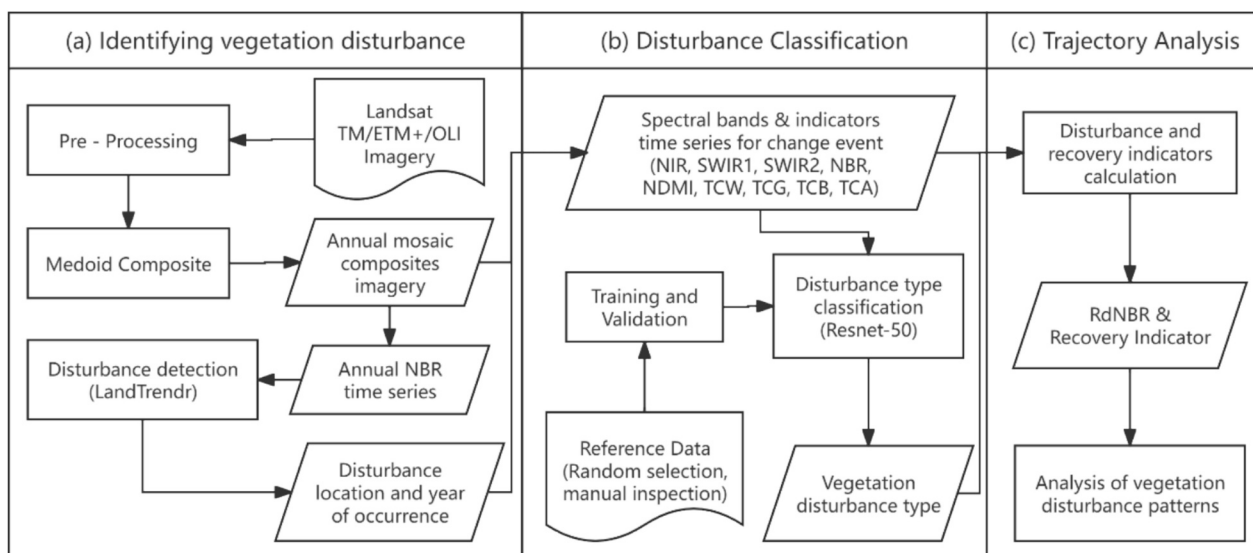 (a) Identifying vegetation disturbance
Pre - Processing
Landsat
TM/ETM+/OLI
Imagery
Medoid Composite
Annual mosaic
composites
imagery
Disturbance detection
(LandTrendr)
Annual NBR
time series
Disturbance
location and year
of occurrence
(b) Disturbance Classification
Spectral bands & indicators
time series for change event
(NIR, SWIR1, SWIR2, NBR,
NDMI, TCW, TCG, TCB, TCA)
Training and
Validation
Disturbance type
classification
(Resnet-50)
Reference Data
(Random selection,
manual inspection)
Vegetation
disturbance type
(c) Trajectory Analysis
Disturbance and
recovery indicators
calculation
RdNBR &
Recovery Indicator
Analysis of vegetation
disturbance patterns